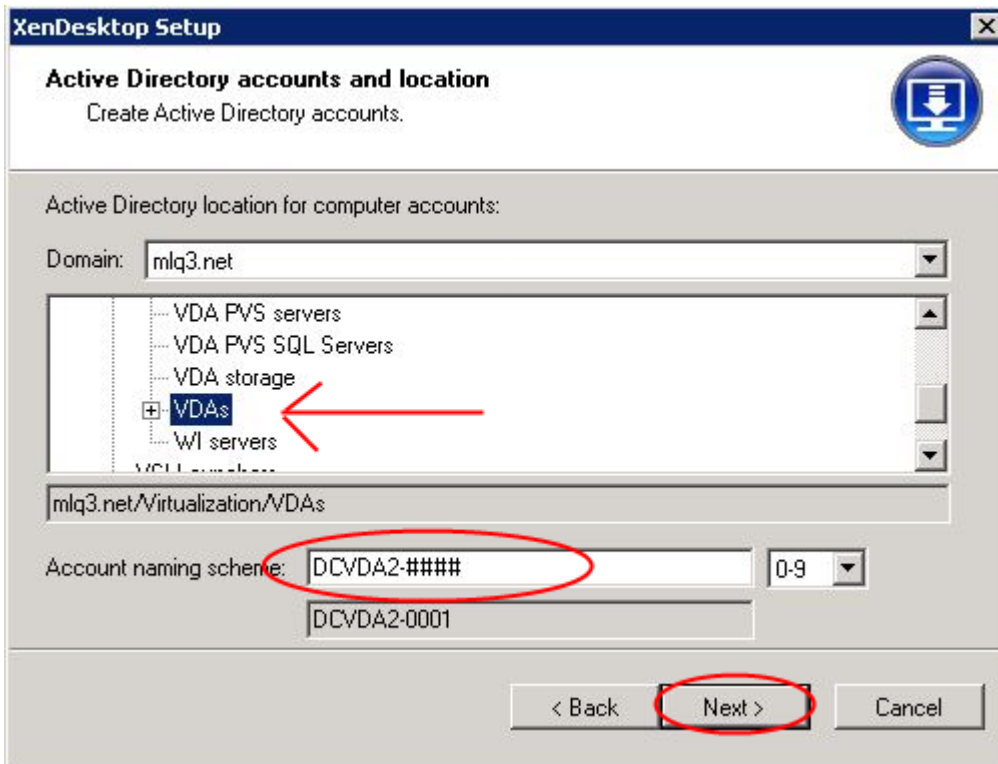 XenDesktop Setup
Active Directory accounts and location
Create Active Directory accounts.
Active Directory location for computer accounts:
Domain: mlq3.net
VDA PVS servers
VDA PVS SQL Servers
VDA storage
VDAs
WI servers
mlq3.net/Virtualization/VDAs
Account naming scheme: DCVDA2-#### 0-9
DCVDA2-0001
< Back Next > Cancel